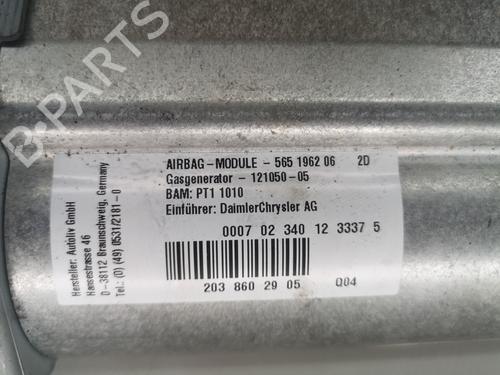 AIRBAG-MODULE - 565 1962 06 2D
Gasgenerator - 121050-05
BAM: PT1 1010
Einführer: DaimlerChrysler AG
0007 02 340 12 3337 5
203 860 29 05 Q04
Hersteller: Autoliv GmbH
Hansestrasse 46
D-38112 Braunschweig, Germany
Tel.: (0) (49) 0531/2181-0
B-PARTS